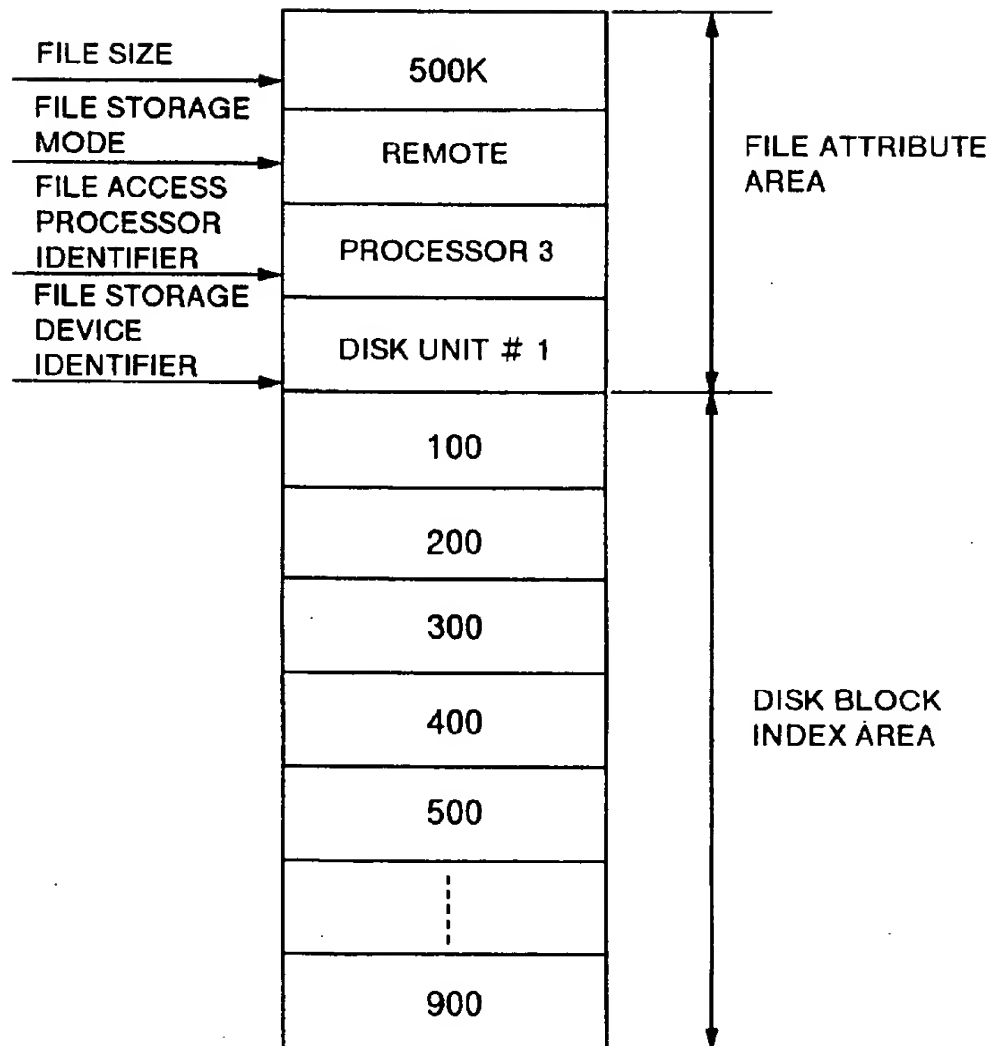 FILE SIZE
500K
FILE STORAGE
MODE
REMOTE
FILE ACCESS
PROCESSOR
IDENTIFIER
PROCESSOR 3
FILE STORAGE
DEVICE
IDENTIFIER
DISK UNIT # 1
FILE ATTRIBUTE
AREA
100
200
300
400
500
900
DISK BLOCK
INDEX AREA